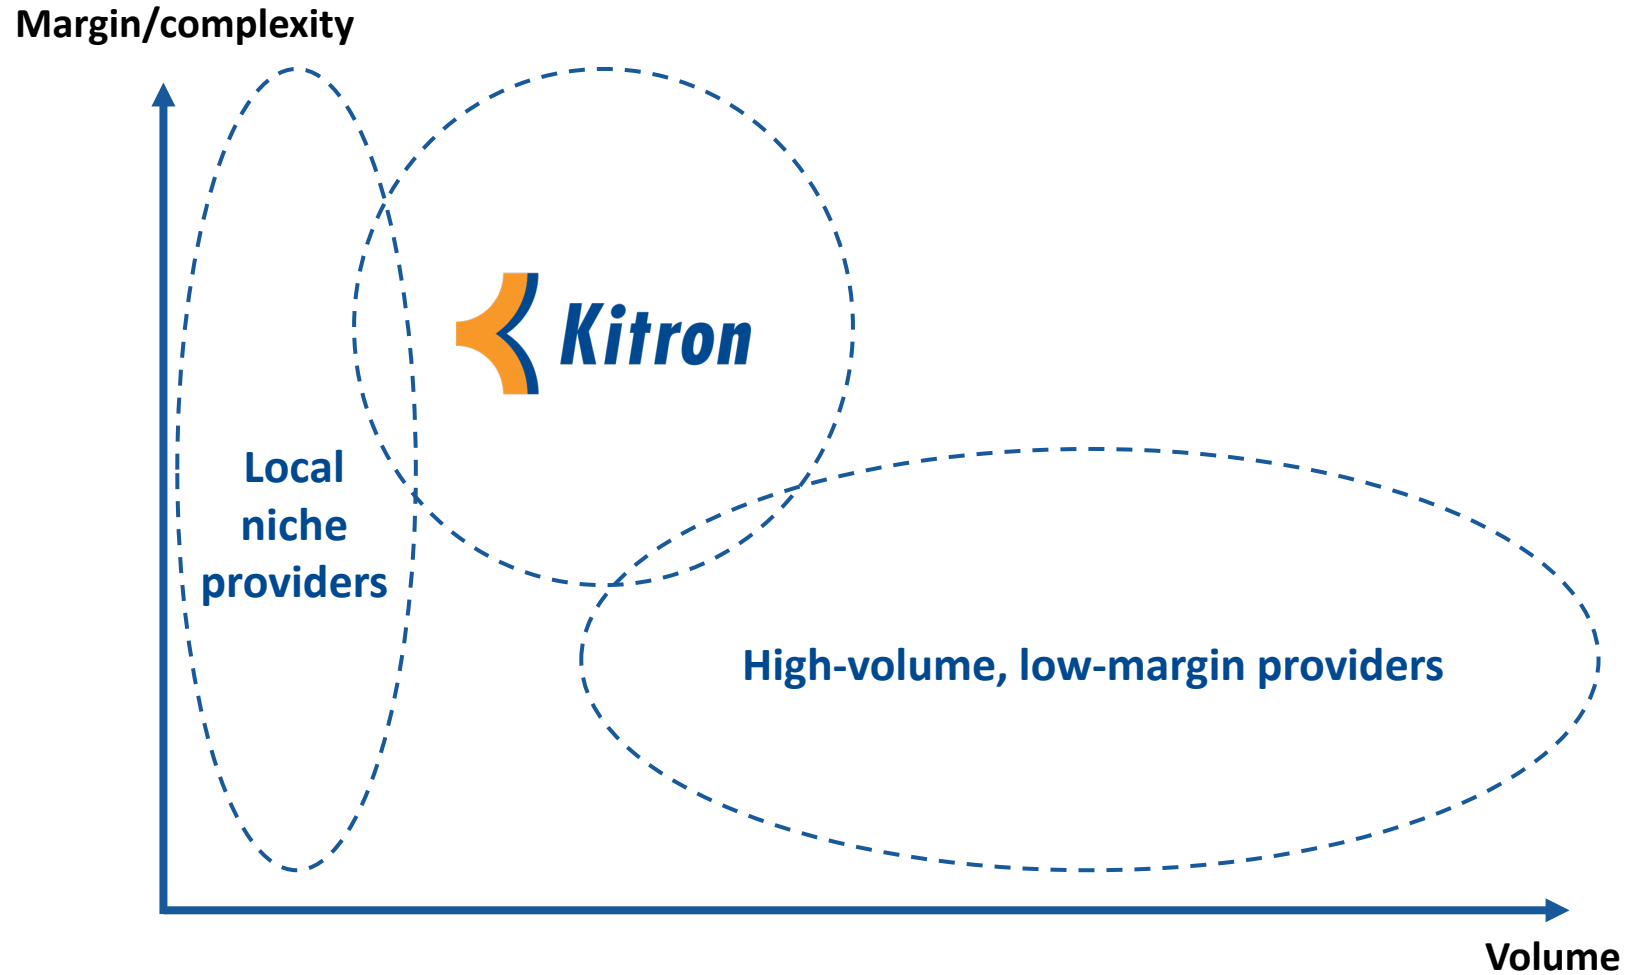 Margin/complexity
Kitron
Local
niche
providers
High-volume, low-margin providers
Volume